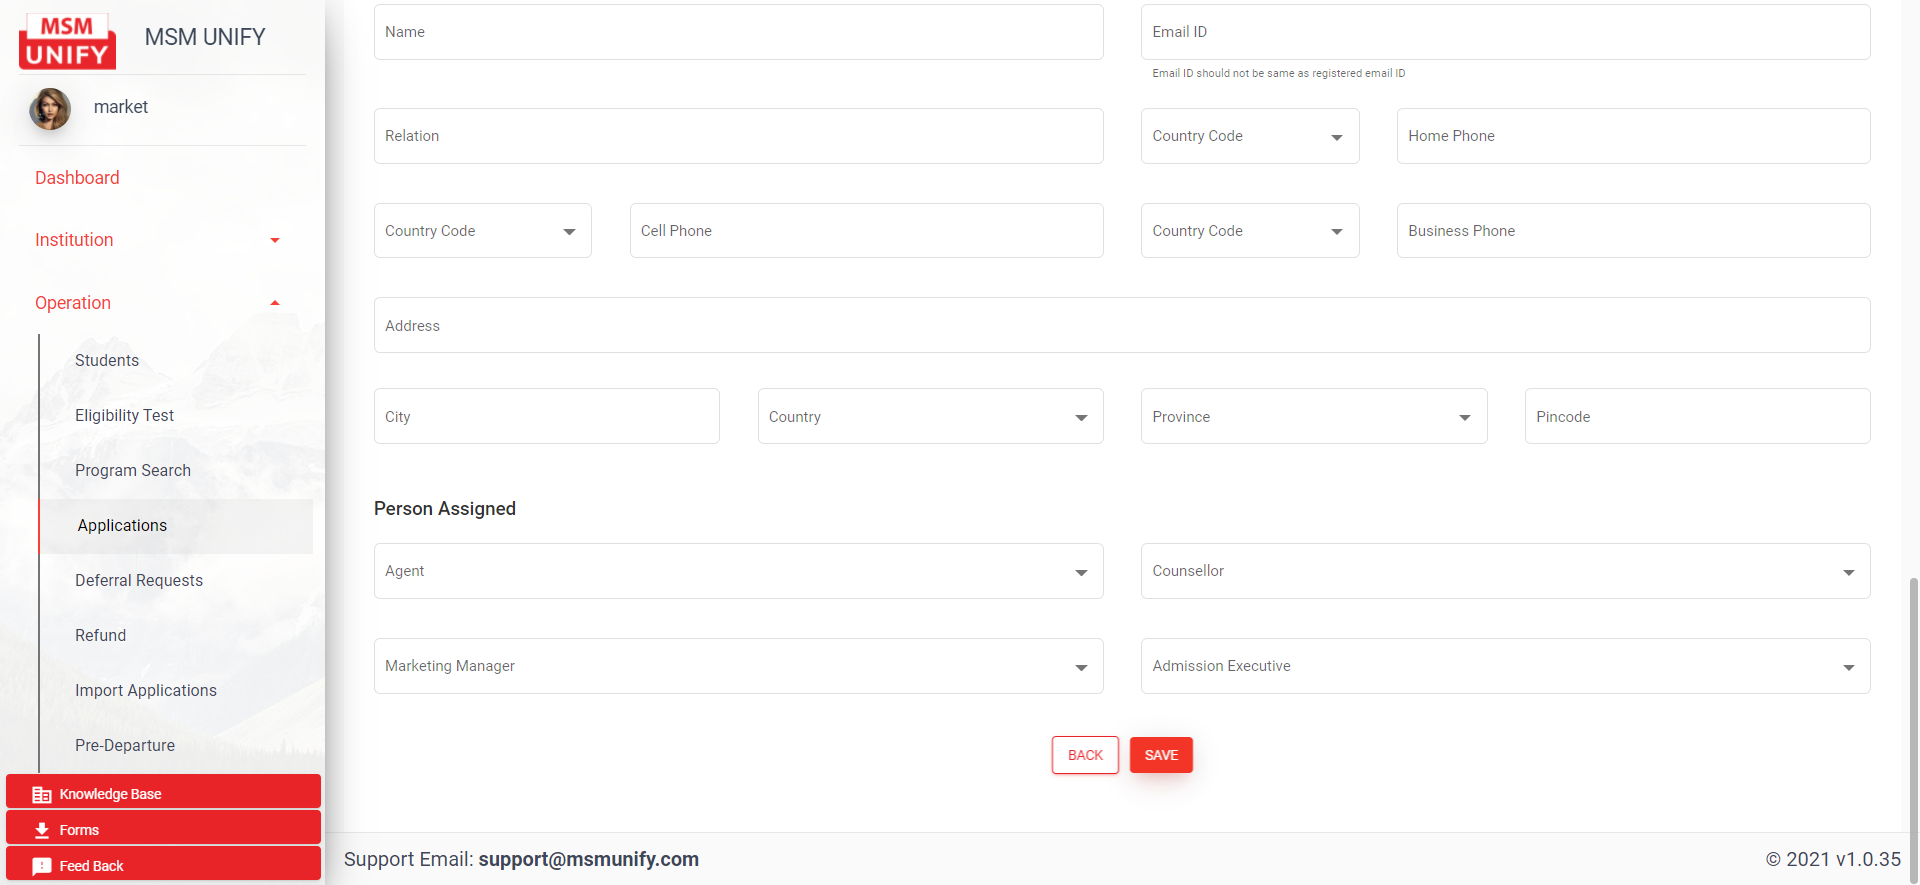 MSM
UNIFY
MSM UNIFY
market
Dashboard
Institution
Operation
Students
Eligibility Test
Program Search
Applications
Deferral Requests
Refund
Import Applications
Pre-Departure
Knowledge Base
Forms
Feed Back
Name
Email ID
Email ID should not be same as registered email ID
Relation
Country Code
Home Phone
Country Code
Cell Phone
Country Code
Business Phone
Address
City
Country
Province
Pincode
Person Assigned
Agent
Counsellor
Marketing Manager
Admission Executive
BACK
SAVE
Support Email: support@msmunify.com
© 2021 v1.0.35